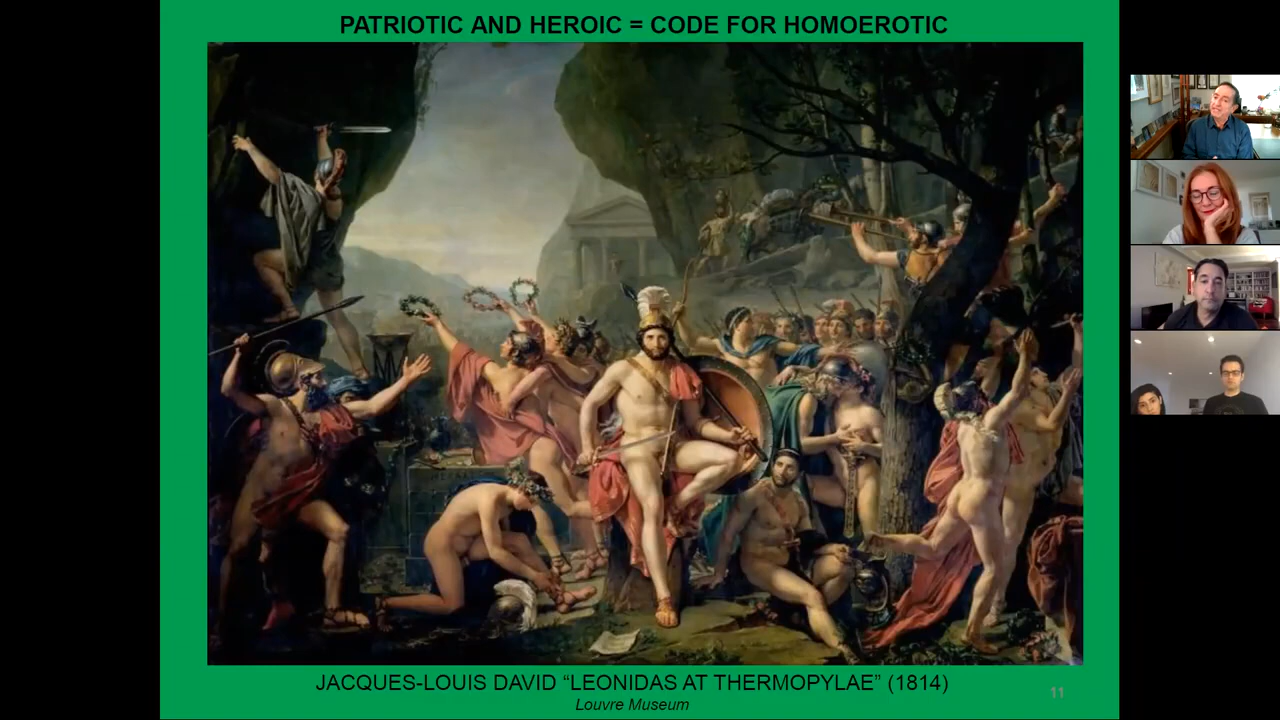 PATRIOTIC AND HEROIC = CODE FOR HOMOEROTIC
JACQUES-LOUIS DAVID “LEONIDAS AT THERMOPYLAE” (1814)
Louvre Museum
11